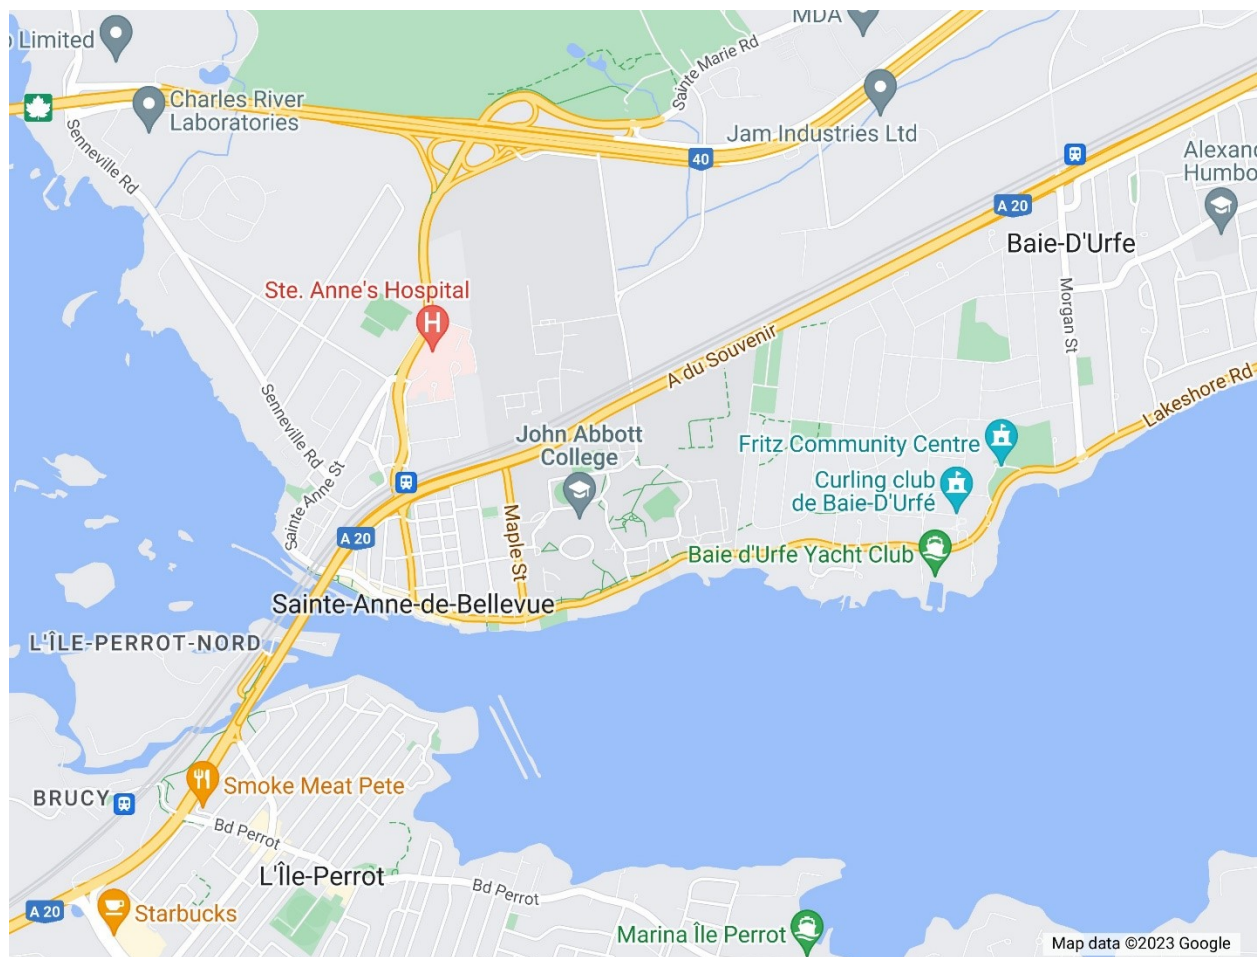 MDA
Limited
Sainte Marie Rd
Charles River
Laboratories
Jam Industries Ltd
Senneville Rd
40
Alexan
Humbo
A 20
Baie-D'Urfe
Ste. Anne's Hospital
H
Morgan St
A du Souvenir
Lakeshore Rd
Senneville Rd
John Abbott
College
Fritz Community Centre
Sainte Anne St
Curling club
de Baie-D'Urfé
Maple St
A 20
Baie d'Urfe Yacht Club
Sainte-Anne-de-Bellevue
L'ÎLE-PERROT-NORD
Smoke Meat Pete
BRUCY
Bd Perrot
L'Île-Perrot
Bd Perrot
A 20
Starbucks
Marina Île Perrot
Map data ©2023 Google